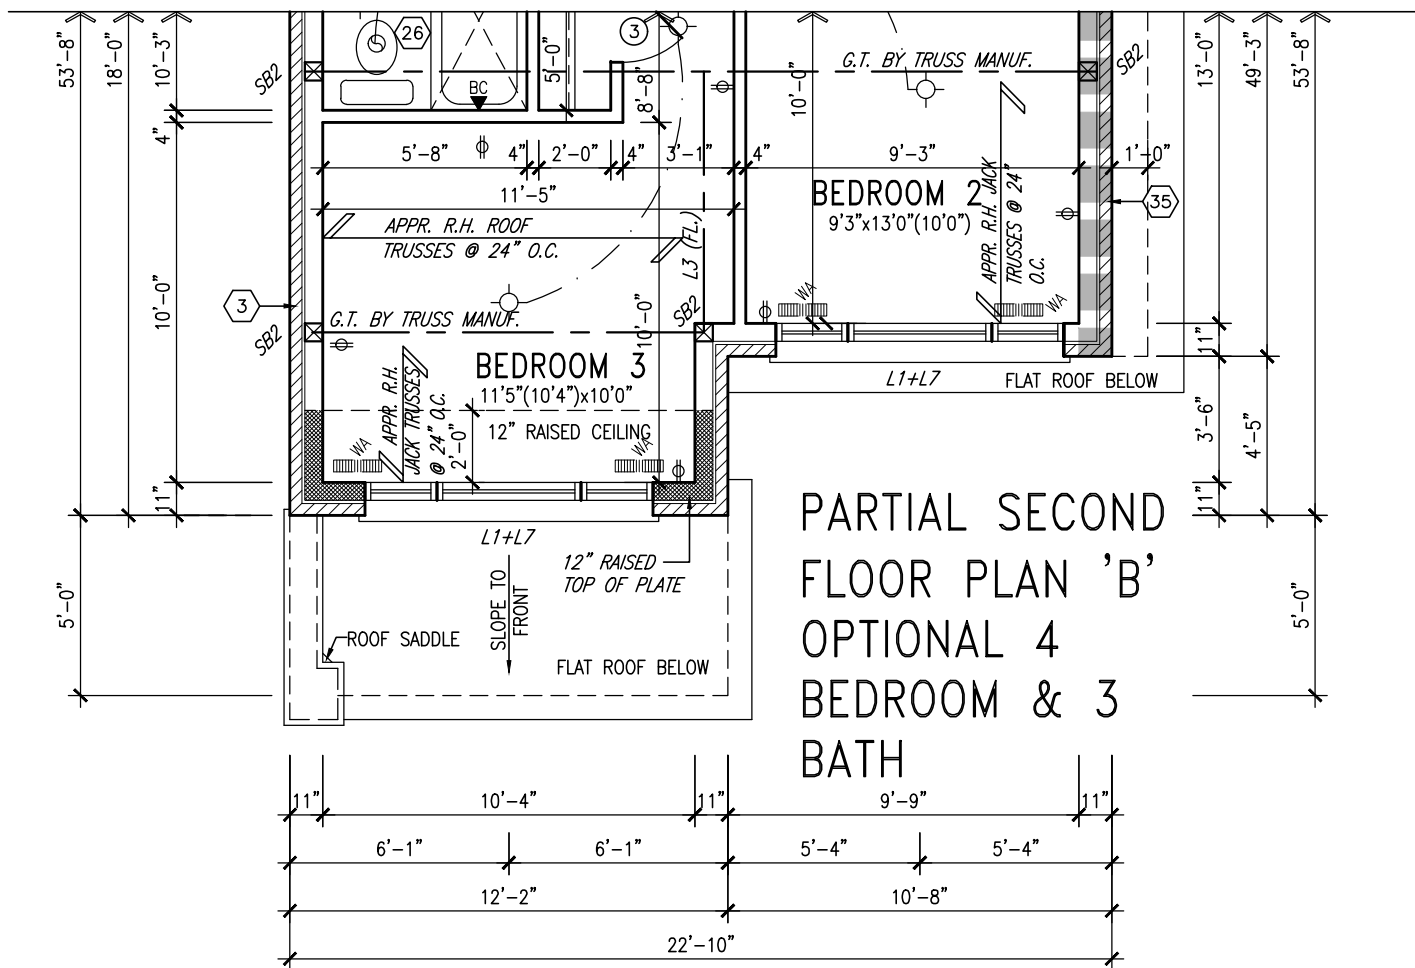 53'-8"
18'-0"
10'-3"
SB2
26
BC
5'-0"
3
8'-8"
10'-0"
G.T. BY TRUSS MANUF.
SB2
13'-0"
49'-3"
53'-8"
4"
5'-8"
4"
2'-0"
4"
3'-1"
4"
9'-3"
1'-0"
11'-5"
BEDROOM 2
9'3"x13'0"(10'0")
35
APPR. R.H. JACK
TRUSSES @ 24"
O.C.
APPR. R.H. ROOF
TRUSSES @ 24" O.C.
L3 (FL.)
10'-0"
3
SB2
G.T. BY TRUSS MANUF.
10'-0"
SB2
WA
WA
11"
BEDROOM 3
11'5"(10'4")x10'0"
APPR. R.H.
JACK TRUSSES
@ 24" O.C.
2'-0"
12" RAISED CEILING
WA
WA
L1+L7
FLAT ROOF BELOW
3'-6"
4'-5"
11"
11"
L1+L7
12" RAISED
TOP OF PLATE
SLOPE TO
FRONT
ROOF SADDLE
FLAT ROOF BELOW
5'-0"
5'-0"
PARTIAL SECOND
FLOOR PLAN 'B'
OPTIONAL 4
BEDROOM & 3
BATH
11"
10'-4"
11"
9'-9"
11"
6'-1"
6'-1"
5'-4"
5'-4"
12'-2"
10'-8"
22'-10"